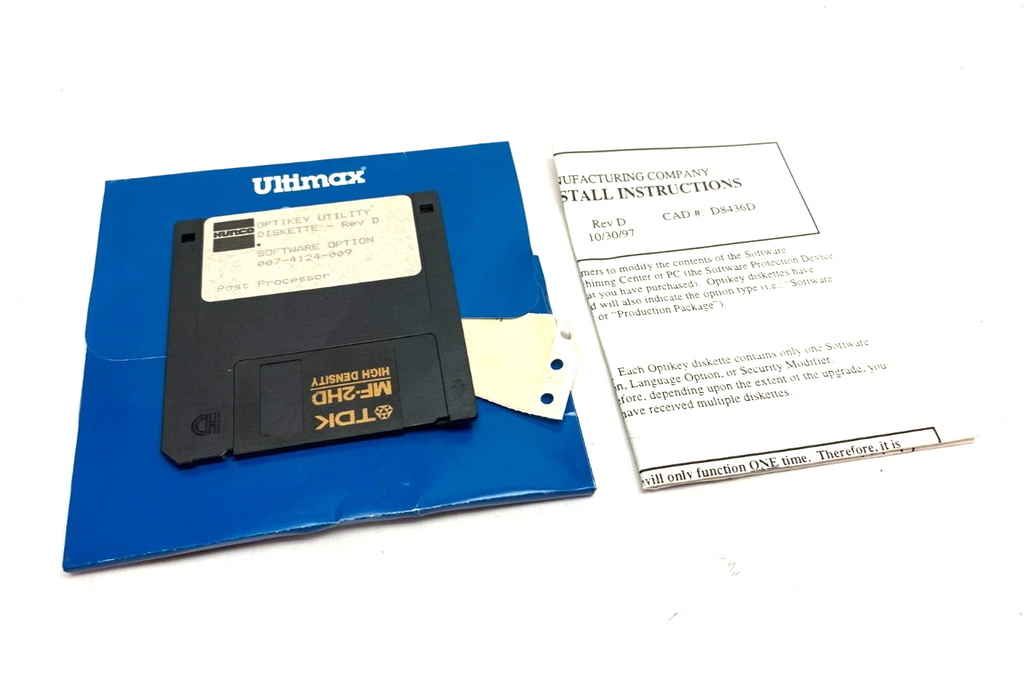 Ultimax®
HURCO
OPTIKEY UTILITY
DISKETTE - Rev D
SOFTWARE OPTION
007-4124-009
Post Processor
TDK
MF-2HD
HIGH DENSITY
HD
NUFACTURING COMPANY
STALL INSTRUCTIONS
Rev D CAD #: D8436D
10/30/97
mers to modify the contents of the Software
hining Center or PC (the Software Protection Device
at you have purchased). Optikey diskettes have
d will also indicate the option type (i.e.: "Software
or "Production Package").
Each Optikey diskette contains only one Software
n, Language Option, or Security Modifier.
fore, depending upon the extent of the upgrade, you
have received multiple diskettes.
will only function ONE time. Therefore, it is